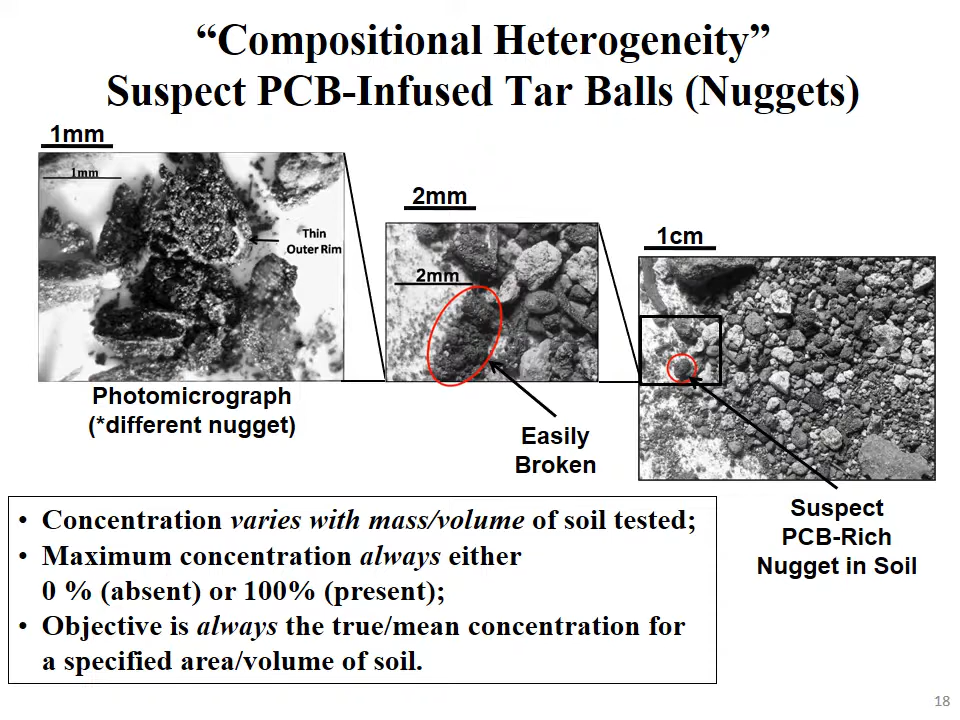 “Compositional Heterogeneity”
Suspect PCB-Infused Tar Balls (Nuggets)
1mm
1mm
Thin
Outer Rim
Photomicrograph
(*different nugget)
2mm
2mm
Easily
Broken
1cm
Suspect
PCB-Rich
Nugget in Soil
• Concentration varies with mass/volume of soil tested;
• Maximum concentration always either
0 % (absent) or 100% (present);
• Objective is always the true/mean concentration for
a specified area/volume of soil.
18